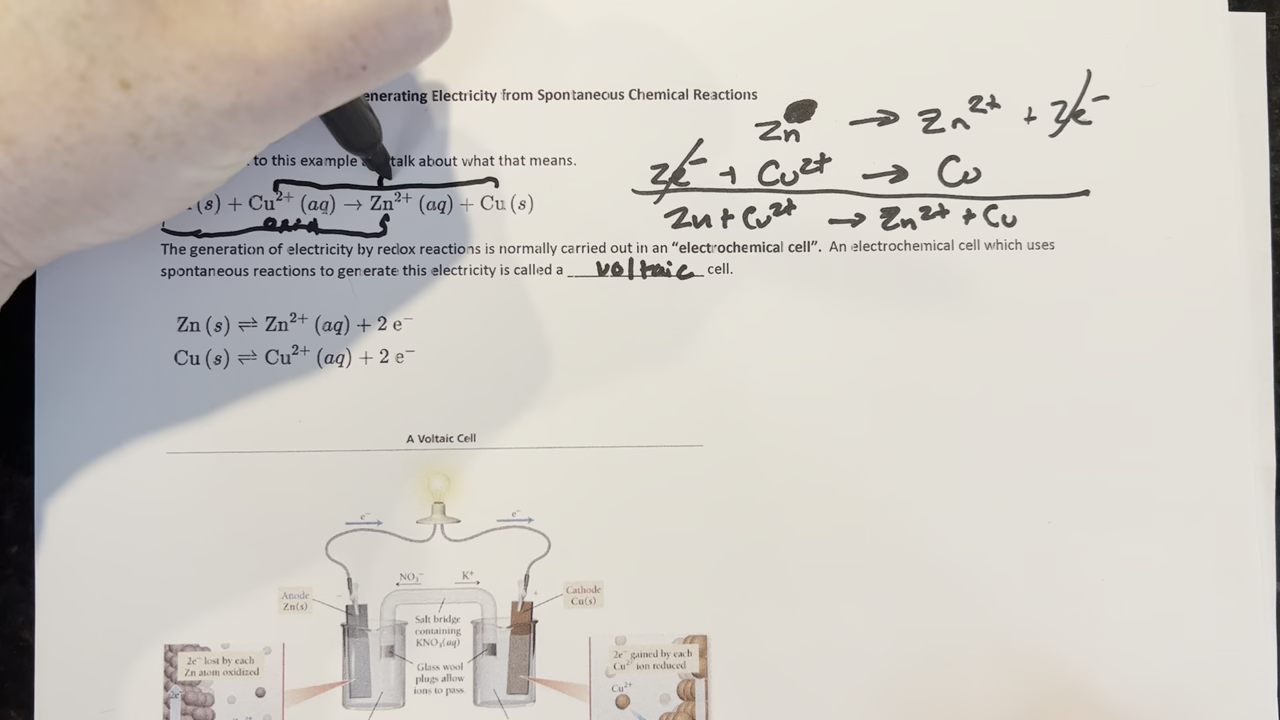 enerating Electricity from Spontaneous Chemical Reactions
Zn → Zn²⁺ + 2e⁻
to this example talk about what that means.
2e⁻ + Cu²⁺ → Cu
(s) + Cu²⁺ (aq) → Zn²⁺ (aq) + Cu (s)
Zn + Cu²⁺ → Zn²⁺ + Cu
The generation of electricity by redox reactions is normally carried out in an “electrochemical cell”. An electrochemical cell which uses
spontaneous reactions to generate this electricity is called a voltaic cell.
Zn (s) ⇌ Zn²⁺ (aq) + 2 e⁻
Cu (s) ⇌ Cu²⁺ (aq) + 2 e⁻
A Voltaic Cell
e⁻
e⁻
NO₃⁻
K⁺
Anode
Zn(s)
−
+
Cathode
Cu(s)
Salt bridge
containing
KNO₃(aq)
Glass wool
plugs allow
ions to pass
2e⁻ lost by each
Zn atom oxidized
2e⁻
2e⁻ gained by each
Cu²⁺ ion reduced
Cu²⁺